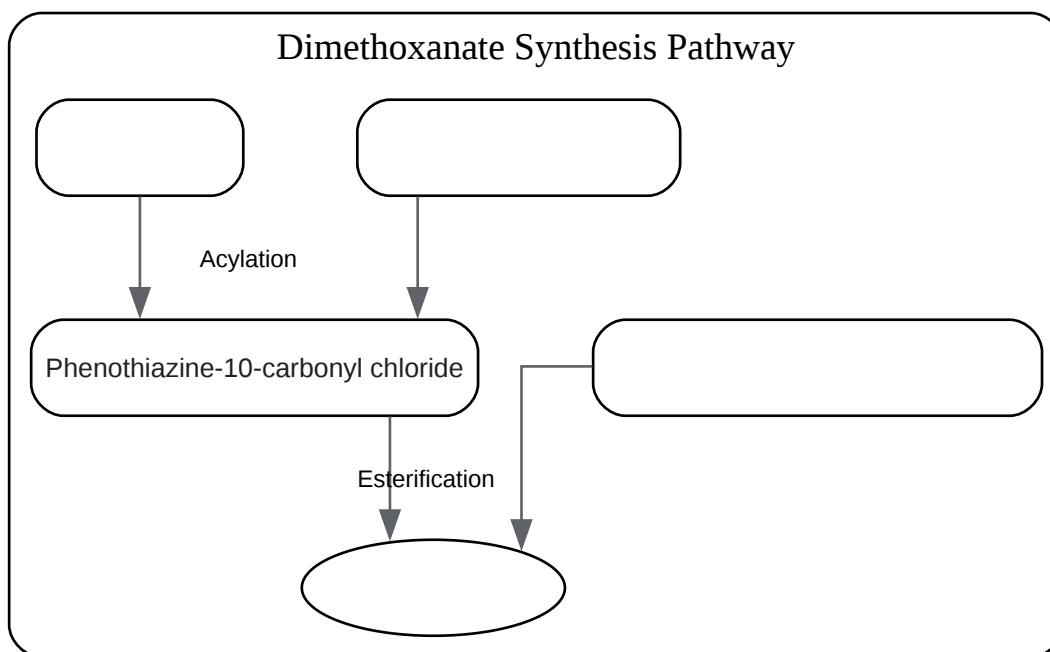 Dimethoxanate Synthesis Pathway
Acylation
Phenothiazine-10-carbonyl chloride
Esterification